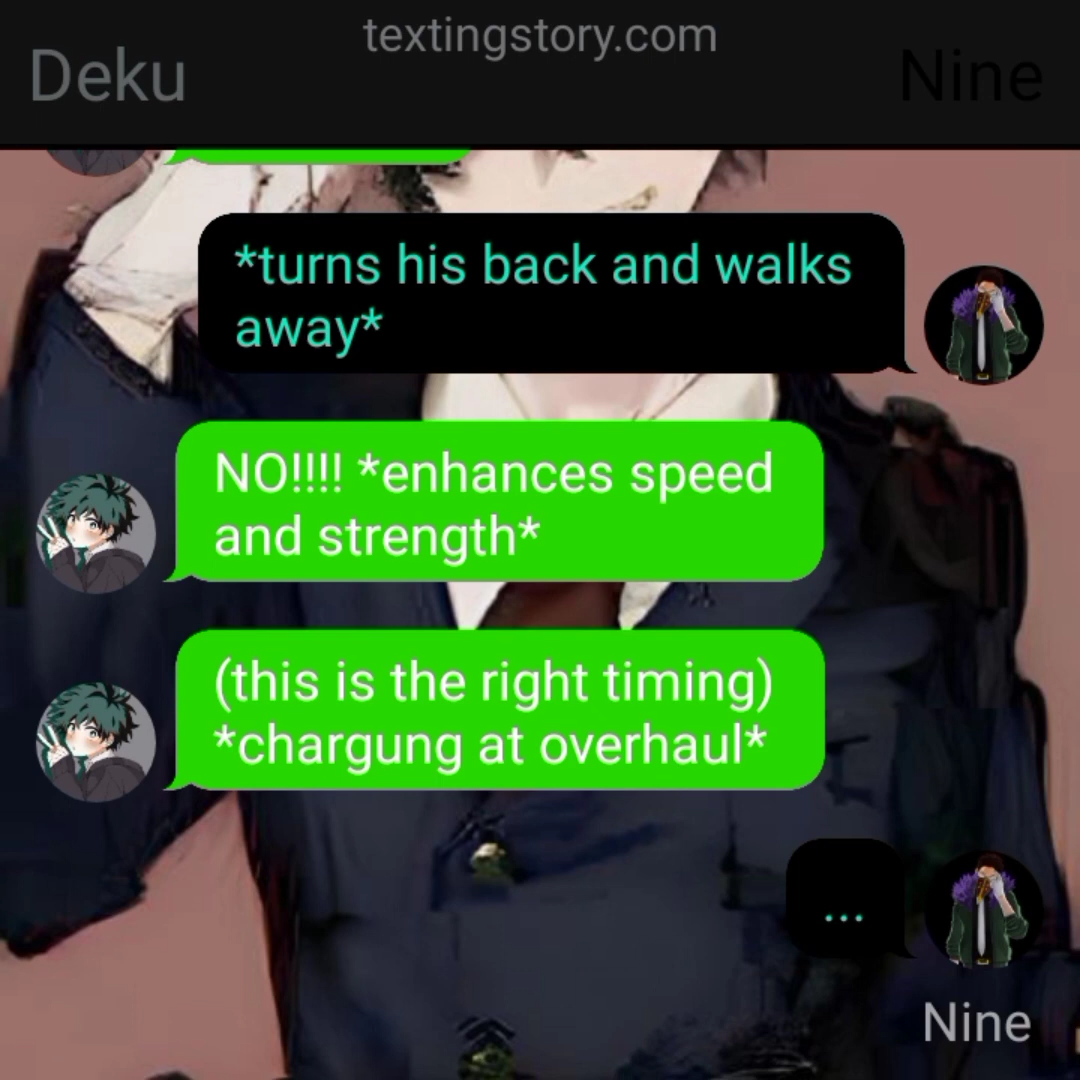 textingstory.com
Deku
Nine
*turns his back and walks
away*
NO!!!! *enhances speed
and strength*
(this is the right timing)
*chargung at overhaul*
...
Nine